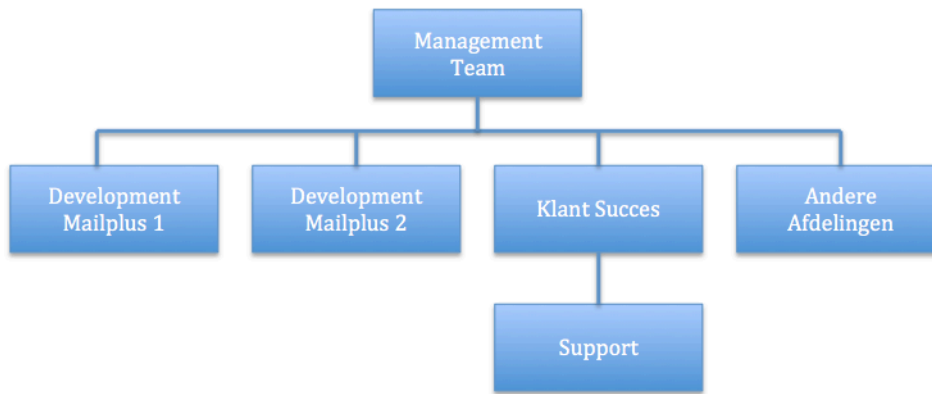 Management
Team
Development
Mailplus 1
Development
Mailplus 2
Klant Succes
Andere
Afdelingen
Support